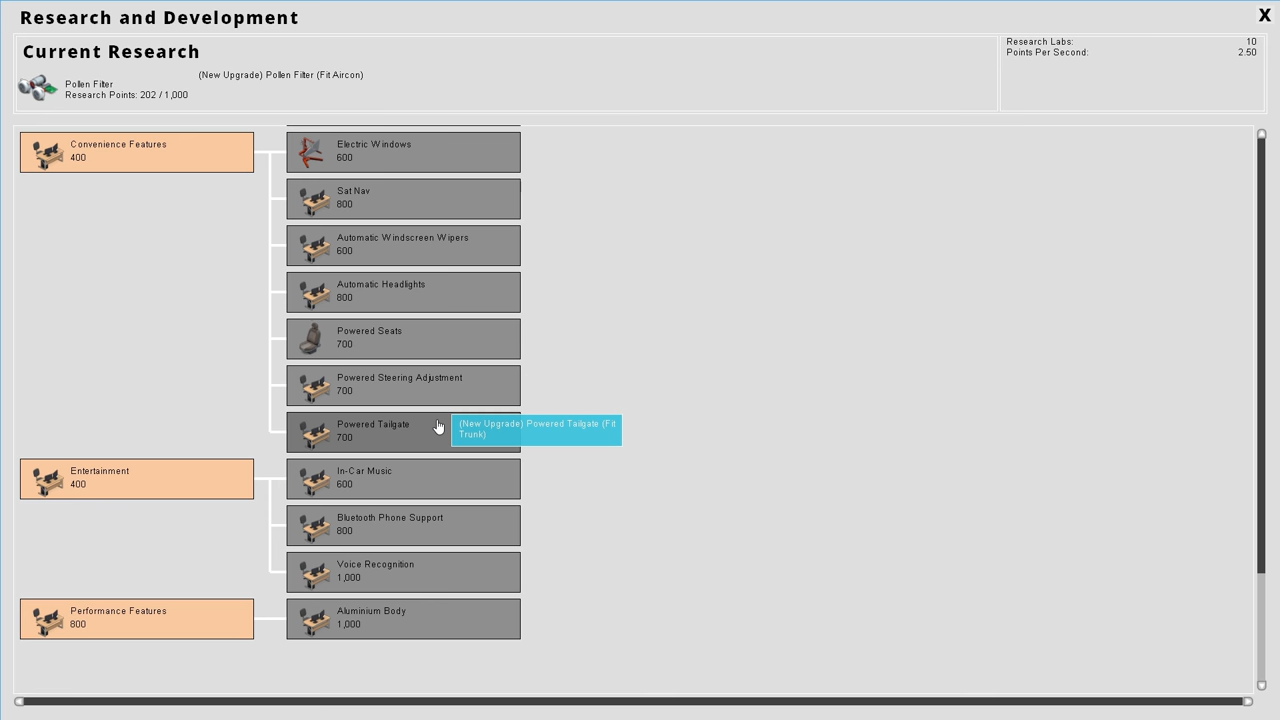 Research and Development
X
Current Research
(New Upgrade) Pollen Filter (Fit Aircon)
Pollen Filter
Research Points: 202 / 1,000
Research Labs: 10
Points Per Second: 2.50
Convenience Features
400
Electric Windows
600
Sat Nav
800
Automatic Windscreen Wipers
600
Automatic Headlights
800
Powered Seats
700
Powered Steering Adjustment
700
Powered Tailgate
700
(New Upgrade) Powered Tailgate (Fit
Trunk)
Entertainment
400
In-Car Music
600
Bluetooth Phone Support
800
Voice Recognition
1,000
Performance Features
800
Aluminium Body
1,000